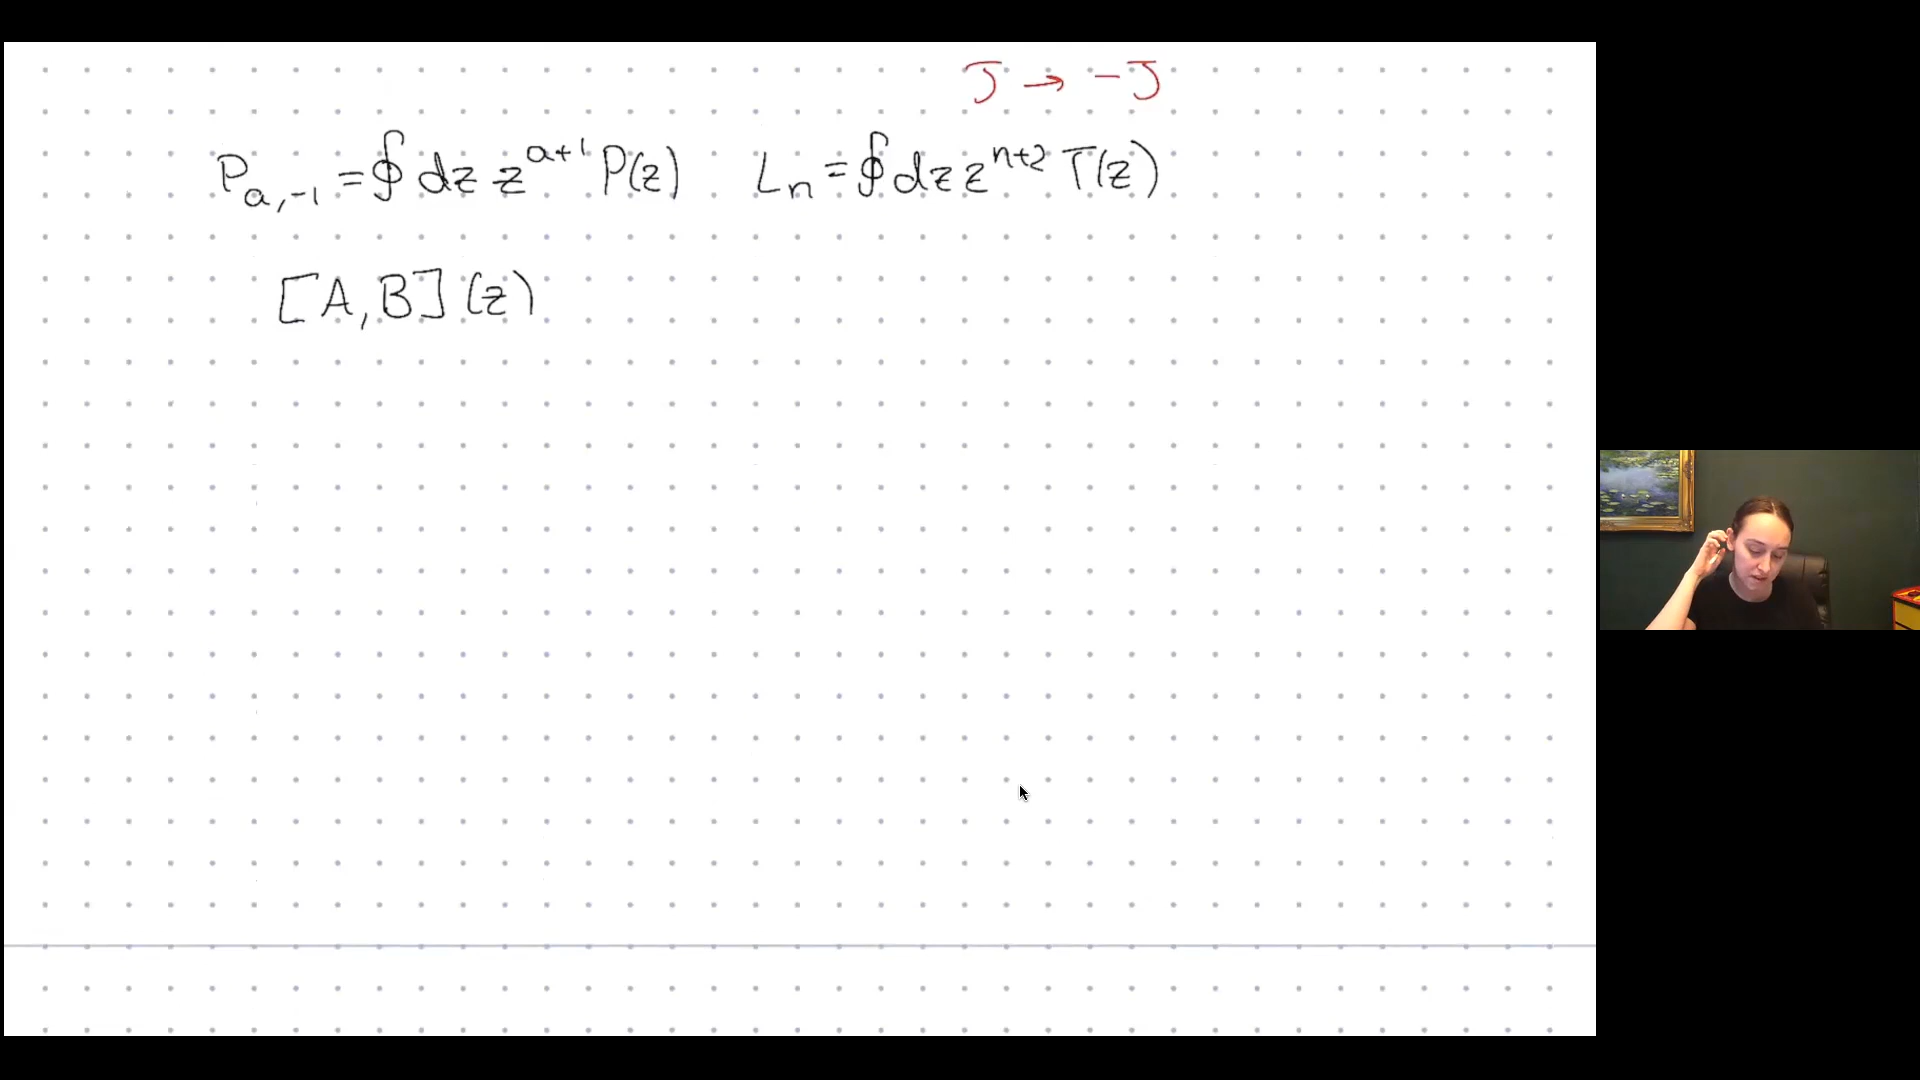 J → -J
P_{a,-1} = ∮ dz z^{a+1} P(z)   L_n = ∮ dz z^{n+2} T(z)
[A, B] (z)